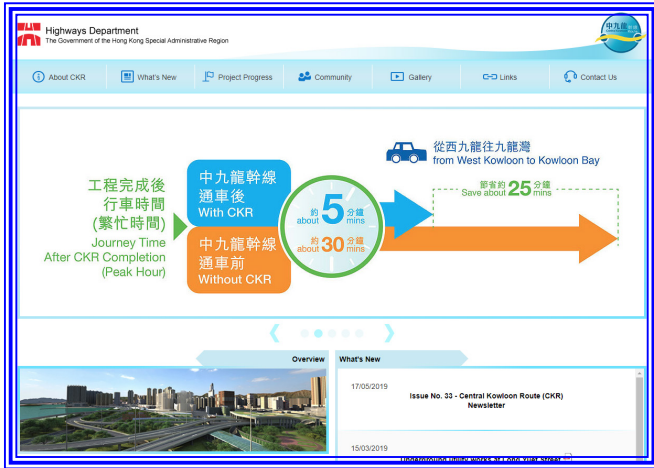 Highways Department
The Government of the Hong Kong Special Administrative Region
中九龍幹線
About CKR
What's New
Project Progress
Community
Gallery
Links
Contact Us
從西九龍往九龍灣
from West Kowloon to Kowloon Bay
節省約 25 分鐘
Save about mins
工程完成後
行車時間
(繁忙時間)
Journey Time
After CKR Completion
(Peak Hour)
中九龍幹線
通車後
With CKR
約 5 分鐘
about mins
中九龍幹線
通車前
Without CKR
約 30 分鐘
about mins
Overview
What's New
17/05/2019
Issue No. 33 - Central Kowloon Route (CKR)
Newsletter
15/03/2019
Underground utility works at Long Yuet Street